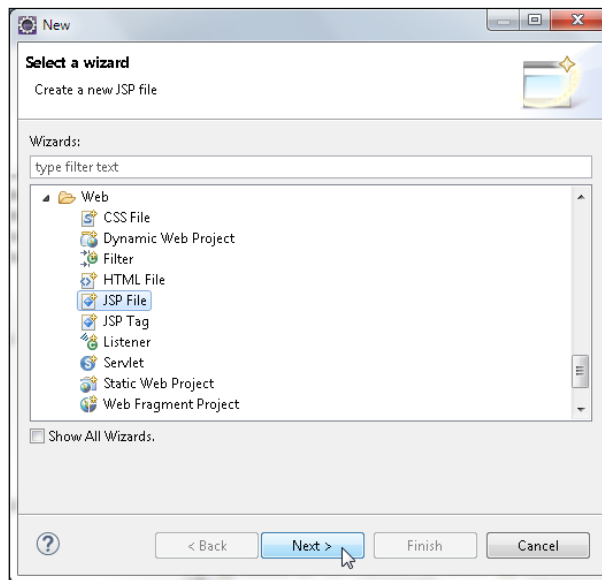 New
Select a wizard
Create a new JSP file
Wizards:
type filter text
Web
CSS File
Dynamic Web Project
Filter
HTML File
JSP File
JSP Tag
Listener
Servlet
Static Web Project
Web Fragment Project
Show All Wizards.
? < Back Next > Finish Cancel